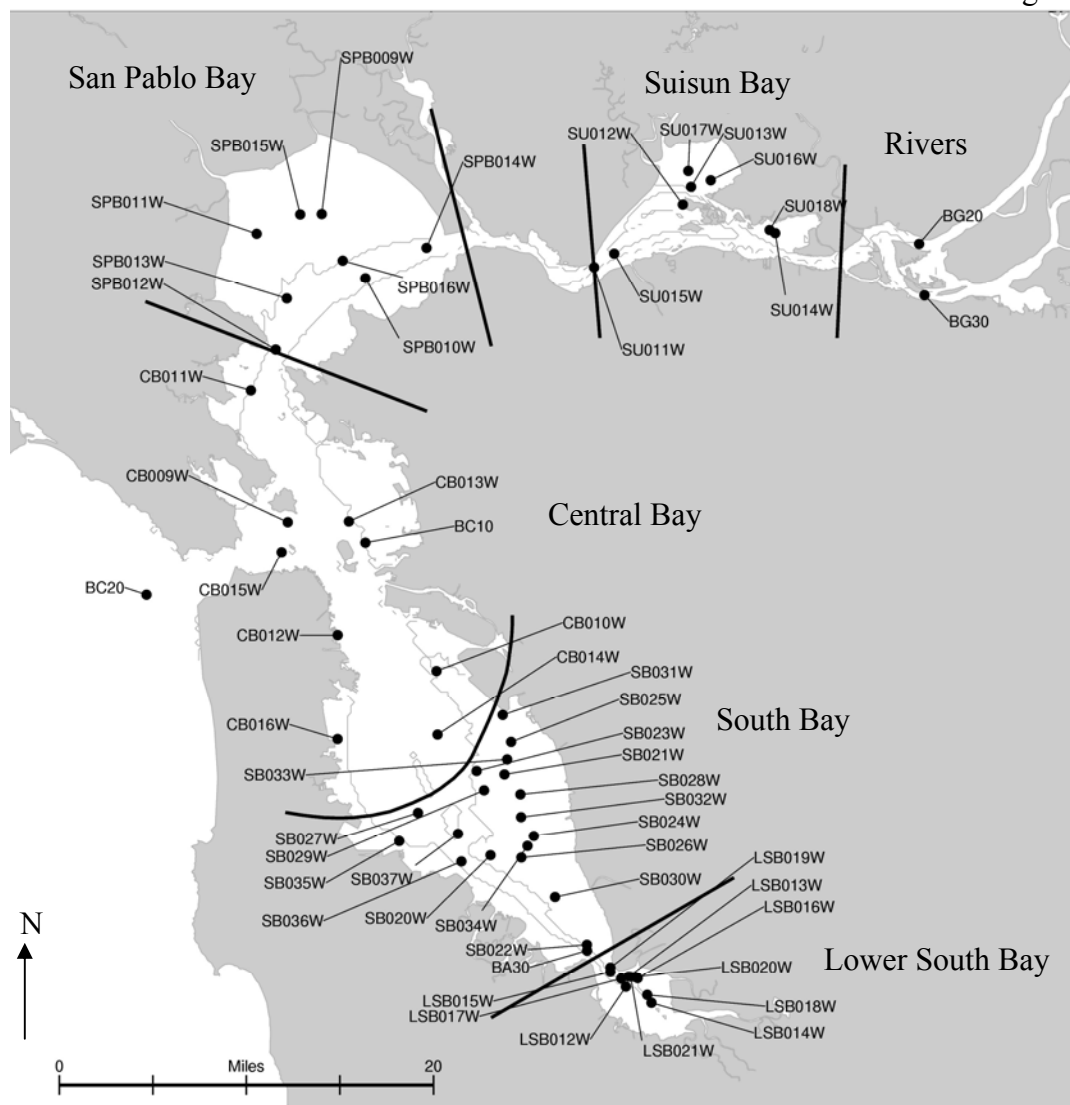 g
San Pablo Bay
SPB009W
Suisun Bay
SU017W
SU013W
SU012W
SPB015W
SPB014W
SU016W
Rivers
SPB011W
SU018W
BG20
SPB013W
SPB012W
SPB016W
SU015W
SU014W
BG30
SPB010W
SU011W
CB011W
CB009W
CB013W
Central Bay
BC10
BC20
CB015W
CB010W
CB012W
CB014W
SB031W
SB025W
South Bay
CB016W
SB023W
SB021W
SB033W
SB028W
SB032W
SB024W
SB027W
SB026W
SB029W
LSB019W
SB035W
SB037W
SB030W
LSB013W
SB036W
SB020W
SB034W
LSB016W
N
SB022W
BA30
LSB020W
Lower South Bay
LSB015W
LSB017W
LSB018W
LSB012W
LSB014W
LSB021W
0 Miles 20